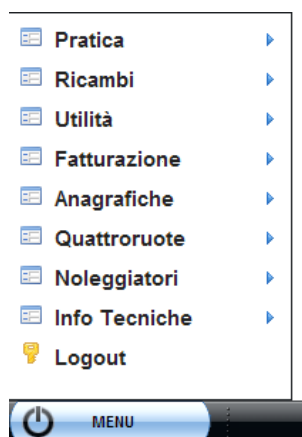 Pratica
Ricambi
Utilità
Fatturazione
Anagrafiche
Quattroruote
Noleggiatori
Info Tecniche
Logout
MENU